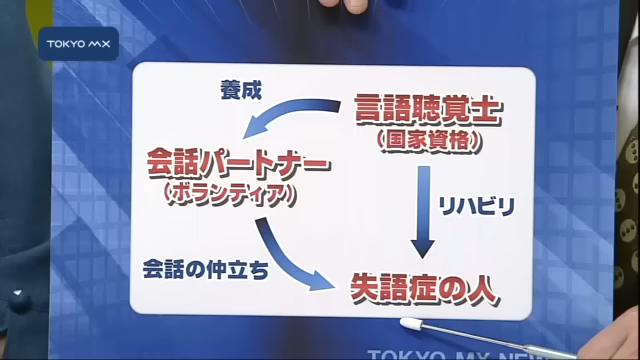 TOKYO MX
養成
言語聴覚士
(国家資格)
会話パートナー
(ボランティア)
リハビリ
会話の仲立ち
失語症の人
TOKYO MX NEWS